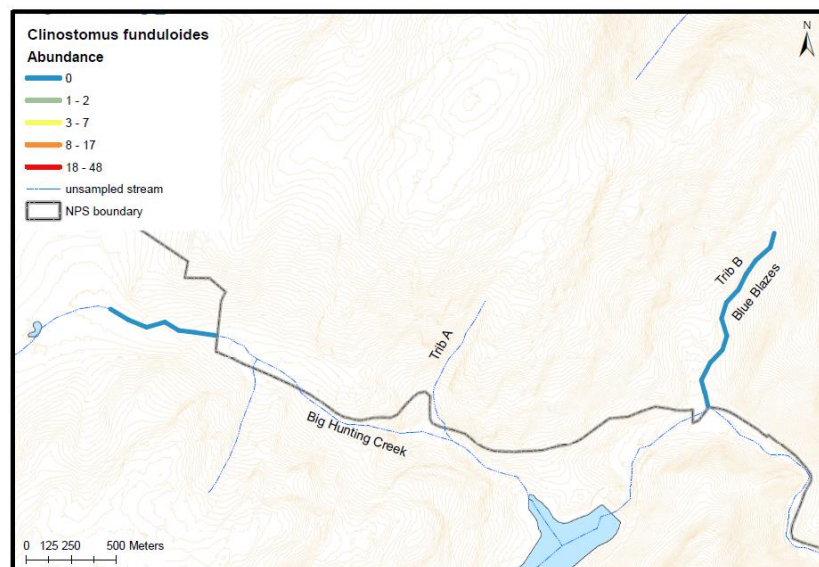 Clinostomus funduloides
Abundance
0
1 - 2
3 - 7
8 - 17
18 - 48
unsampled stream
NPS boundary
N
Trib B
Blue Blazes
Trib A
Big Hunting Creek
0 125 250 500 Meters